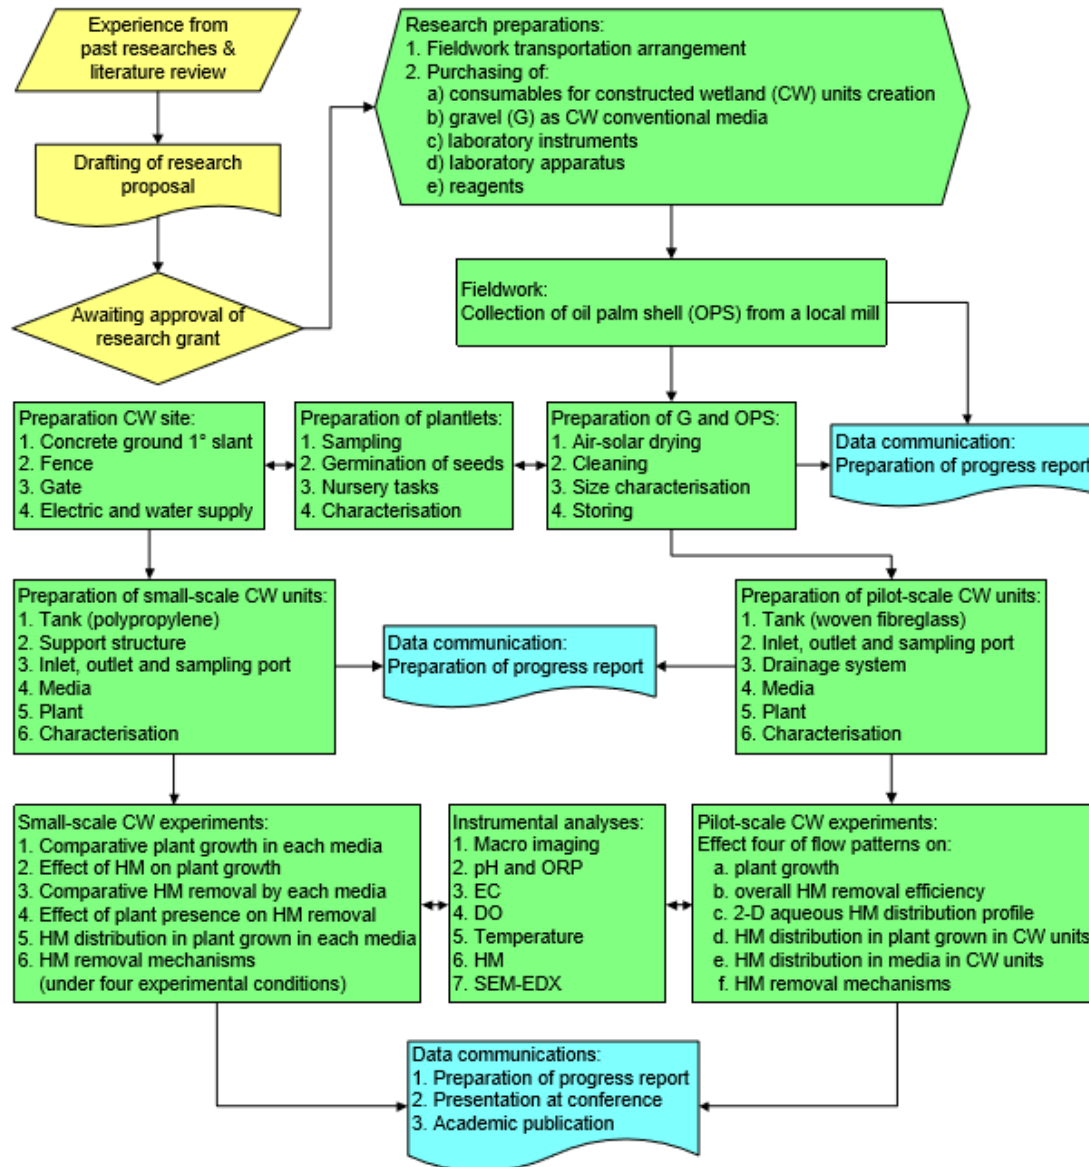 Experience from
past researches &
literature review
Drafting of research
proposal
Awaiting approval of
research grant
Research preparations:
1. Fieldwork transportation arrangement
2. Purchasing of:
a) consumables for constructed wetland (CW) units creation
b) gravel (G) as CW conventional media
c) laboratory instruments
d) laboratory apparatus
e) reagents
Fieldwork:
Collection of oil palm shell (OPS) from a local mill
Preparation CW site:
1. Concrete ground 1° slant
2. Fence
3. Gate
4. Electric and water supply
Preparation of plantlets:
1. Sampling
2. Germination of seeds
3. Nursery tasks
4. Characterisation
Preparation of G and OPS:
1. Air-solar drying
2. Cleaning
3. Size characterisation
4. Storing
Data communication:
Preparation of progress report
Preparation of small-scale CW units:
1. Tank (polypropylene)
2. Support structure
3. Inlet, outlet and sampling port
4. Media
5. Plant
6. Characterisation
Data communication:
Preparation of progress report
Preparation of pilot-scale CW units:
1. Tank (woven fibreglass)
2. Inlet, outlet and sampling port
3. Drainage system
4. Media
5. Plant
6. Characterisation
Small-scale CW experiments:
1. Comparative plant growth in each media
2. Effect of HM on plant growth
3. Comparative HM removal by each media
4. Effect of plant presence on HM removal
5. HM distribution in plant grown in each media
6. HM removal mechanisms
(under four experimental conditions)
Instrumental analyses:
1. Macro imaging
2. pH and ORP
3. EC
4. DO
5. Temperature
6. HM
7. SEM-EDX
Pilot-scale CW experiments:
Effect four of flow patterns on:
a. plant growth
b. overall HM removal efficiency
c. 2-D aqueous HM distribution profile
d. HM distribution in plant grown in CW units
e. HM distribution in media in CW units
f. HM removal mechanisms
Data communications:
1. Preparation of progress report
2. Presentation at conference
3. Academic publication